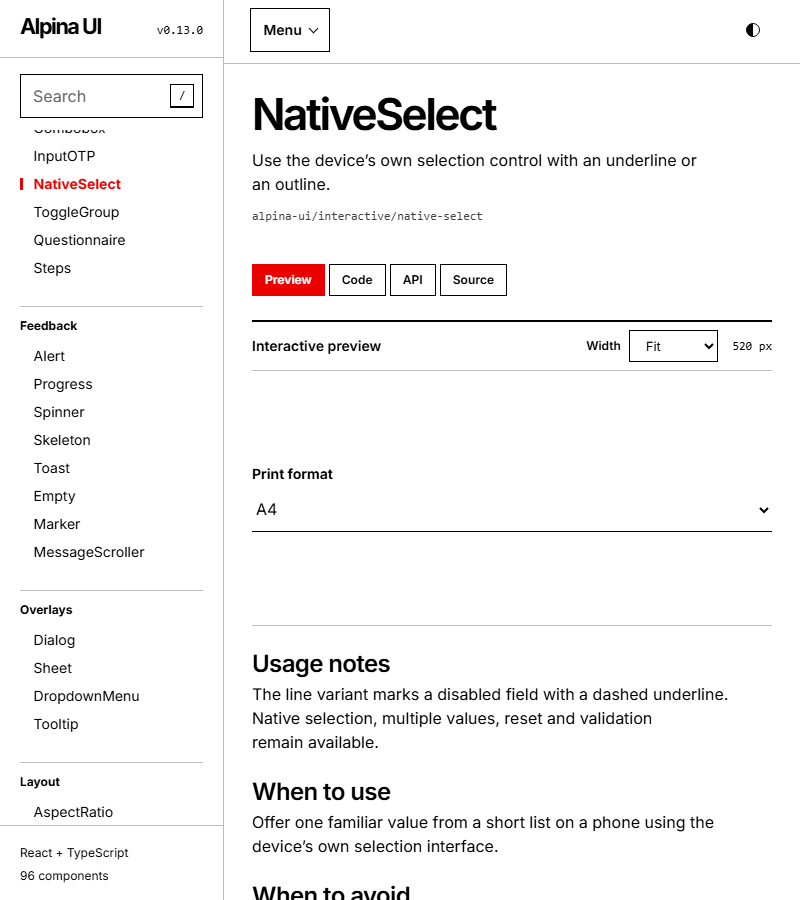 Alpina UI
v0.13.0
Search
/
Combobox
InputOTP
NativeSelect
ToggleGroup
Questionnaire
Steps
Feedback
Alert
Progress
Spinner
Skeleton
Toast
Empty
Marker
MessageScroller
Overlays
Dialog
Sheet
DropdownMenu
Tooltip
Layout
AspectRatio
React + TypeScript
96 components
Menu
NativeSelect
Use the device’s own selection control with an underline or
an outline.
alpina-ui/interactive/native-select
Preview
Code
API
Source
Interactive preview
Width
Fit
520 px
Print format
A4
Usage notes
The line variant marks a disabled field with a dashed underline.
Native selection, multiple values, reset and validation
remain available.
When to use
Offer one familiar value from a short list on a phone using the
device’s own selection interface.
When to avoid